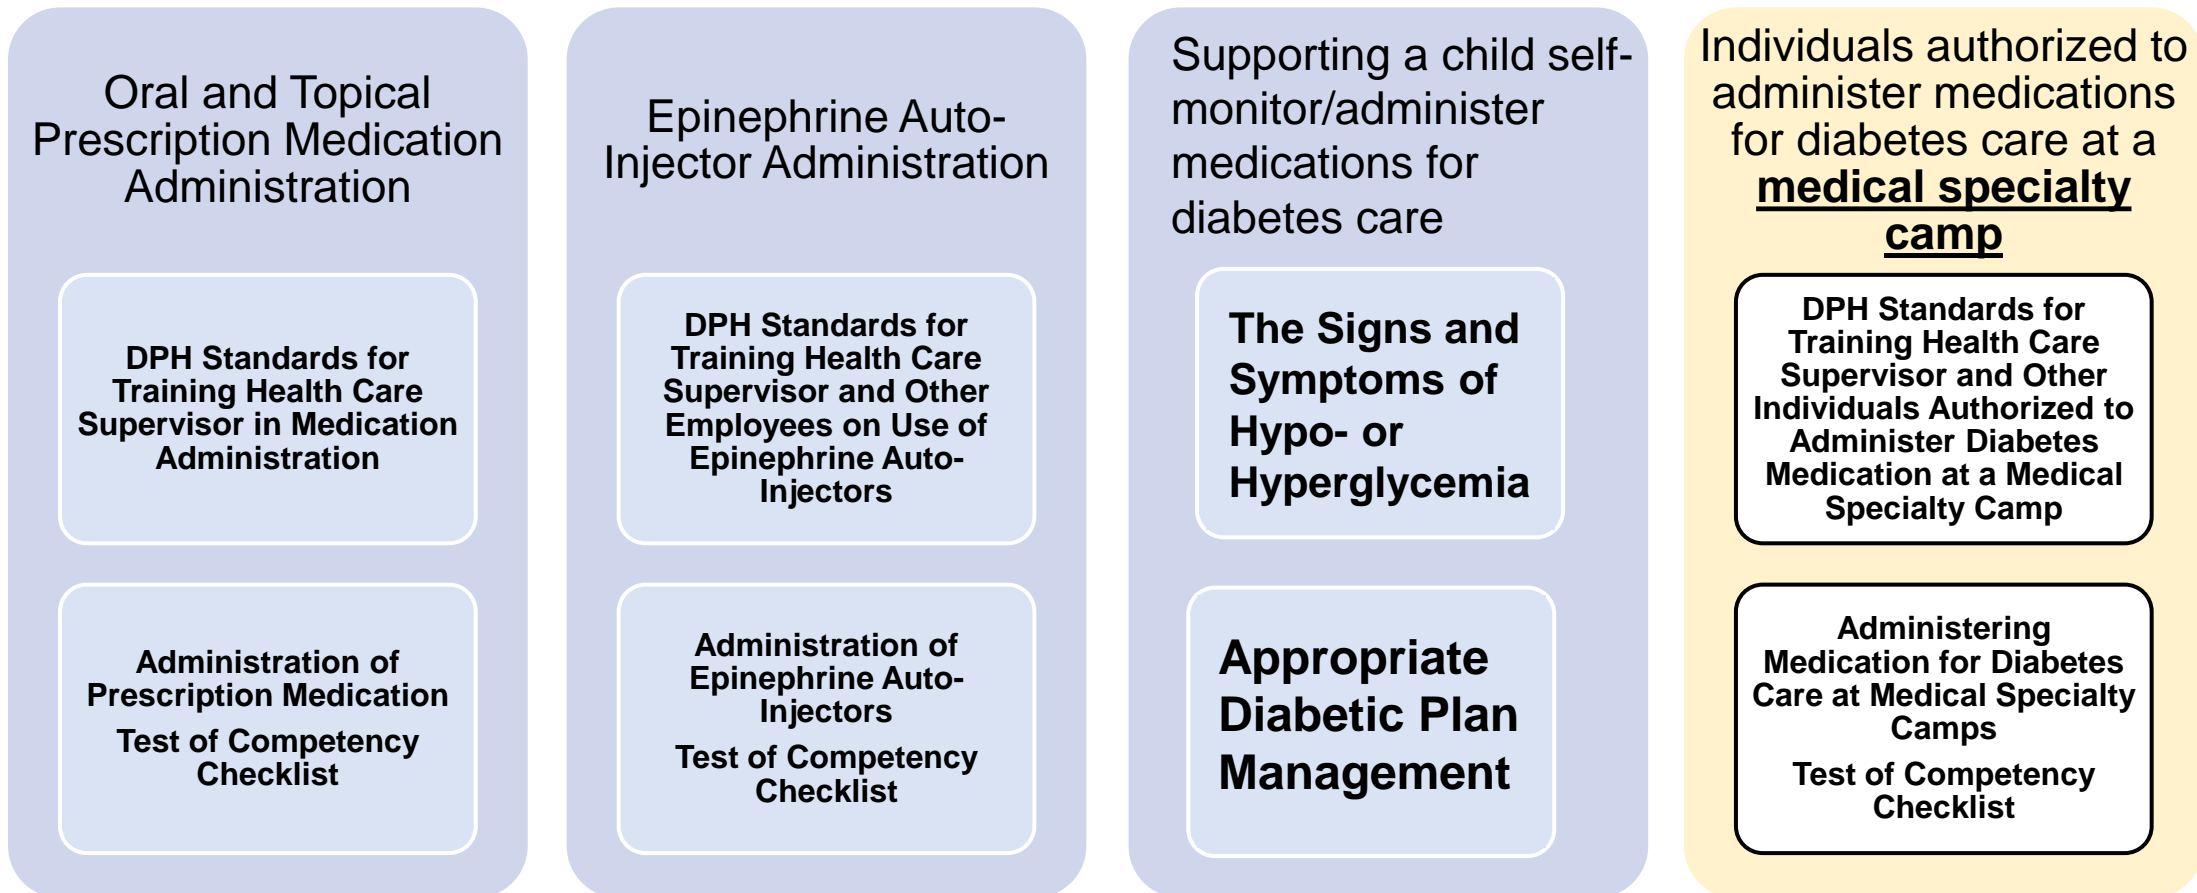 Oral and Topical
Prescription Medication
Administration
DPH Standards for
Training Health Care
Supervisor in Medication
Administration
Administration of
Prescription Medication
Test of Competency
Checklist
Epinephrine Auto-
Injector Administration
DPH Standards for
Training Health Care
Supervisor and Other
Employees on Use of
Epinephrine Auto-
Injectors
Administration of
Epinephrine Auto-
Injectors
Test of Competency
Checklist
Supporting a child self-
monitor/administer
medications for
diabetes care
The Signs and
Symptoms of
Hypo- or
Hyperglycemia
Appropriate
Diabetic Plan
Management
Individuals authorized to
administer medications
for diabetes care at a
medical specialty
camp
DPH Standards for
Training Health Care
Supervisor and Other
Individuals Authorized to
Administer Diabetes
Medication at a Medical
Specialty Camp
Administering
Medication for Diabetes
Care at Medical Specialty
Camps
Test of Competency
Checklist